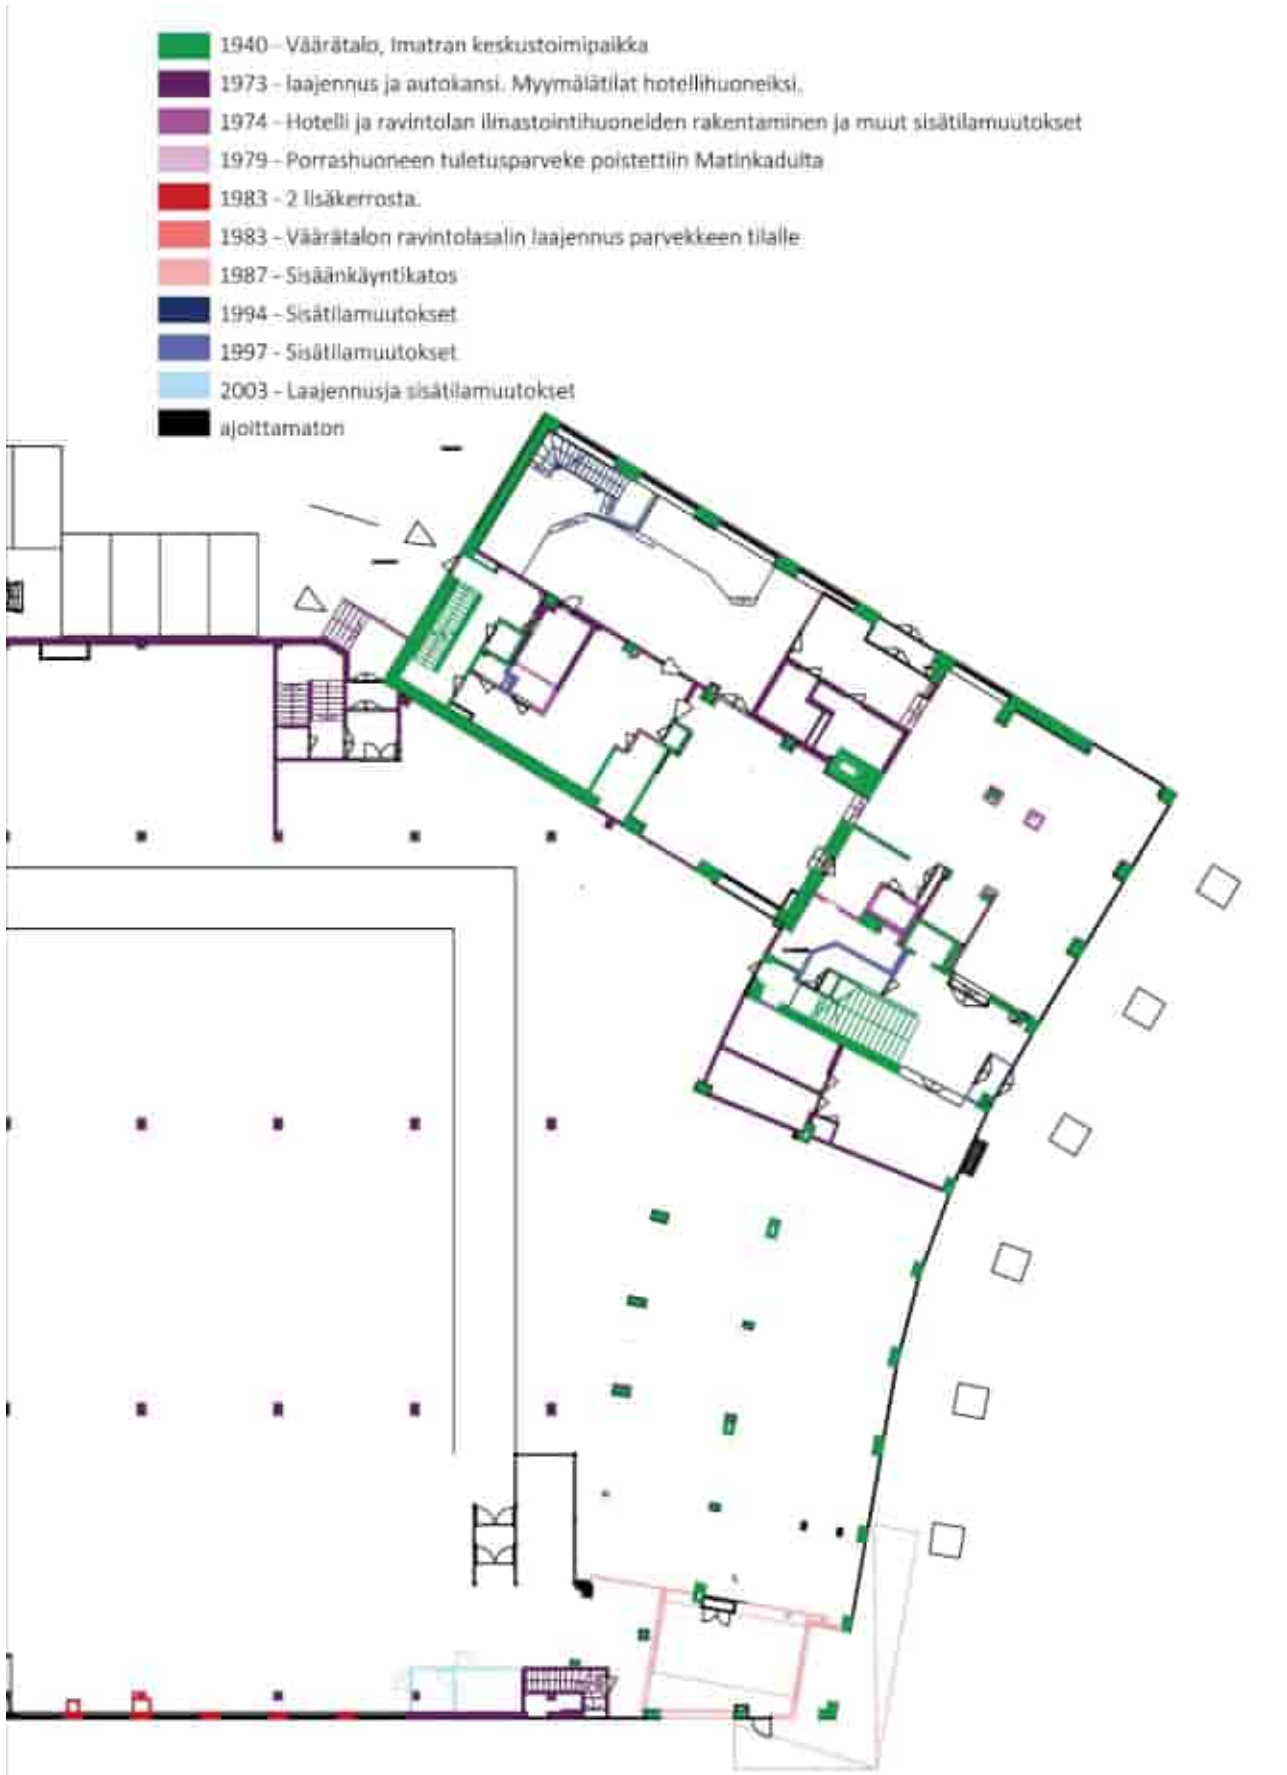 1940 - Väärätalo, Imatran keskustoimipaikka
1973 - laajennus ja autokansi. Myymälätilat hotellihuoneiksi.
1974 - Hotelli ja ravintolan ilmastointihuoneiden rakentaminen ja muut sisätilamuutokset
1979 - Porrashuoneen tuletusparveke poistettiin Matinkadulta
1983 - 2 lisäkerrosta.
1983 - Väärätalon ravintolasalin laajennus parvekkeen tilalle
1987 - Sisäänkäyntikatos
1994 - Sisätilamuutokset
1997 - Sisätilamuutokset
2003 - Laajennusja sisätilamuutokset
ajoittamaton